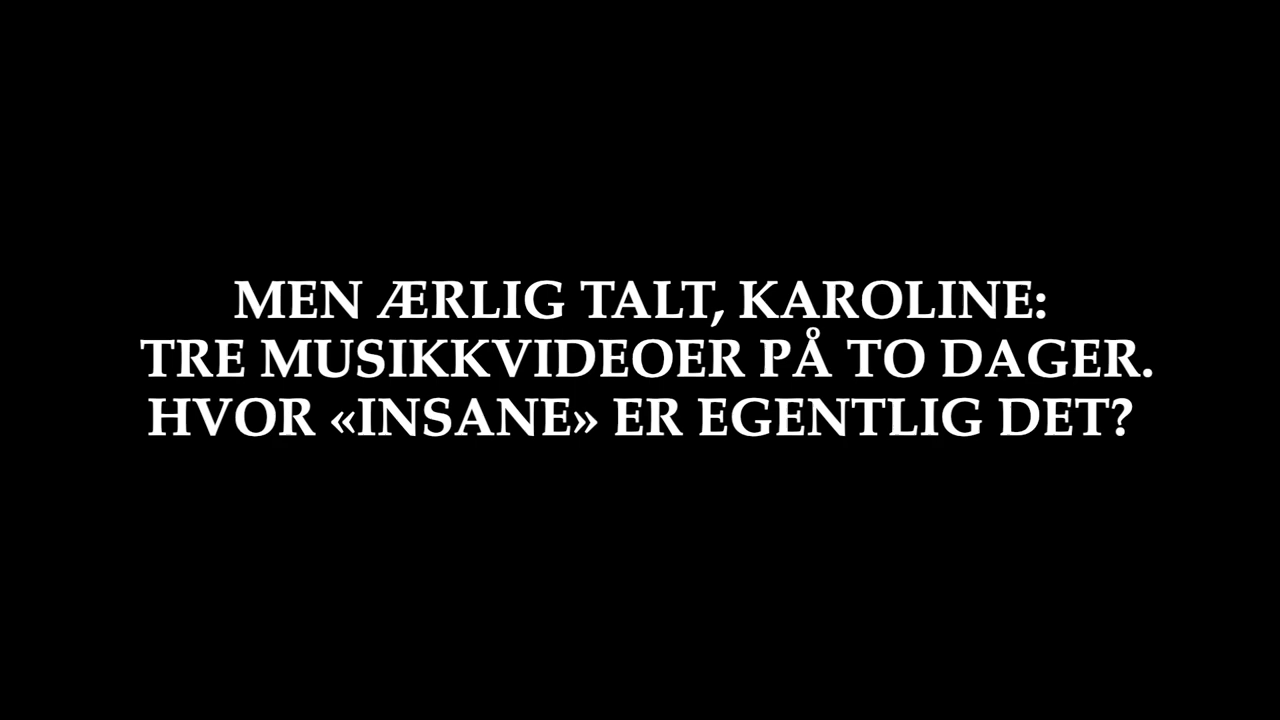 MEN ÆRLIG TALT, KAROLINE:
TRE MUSIKKVIDEOER PÅ TO DAGER.
HVOR «INSANE» ER EGENTLIG DET?